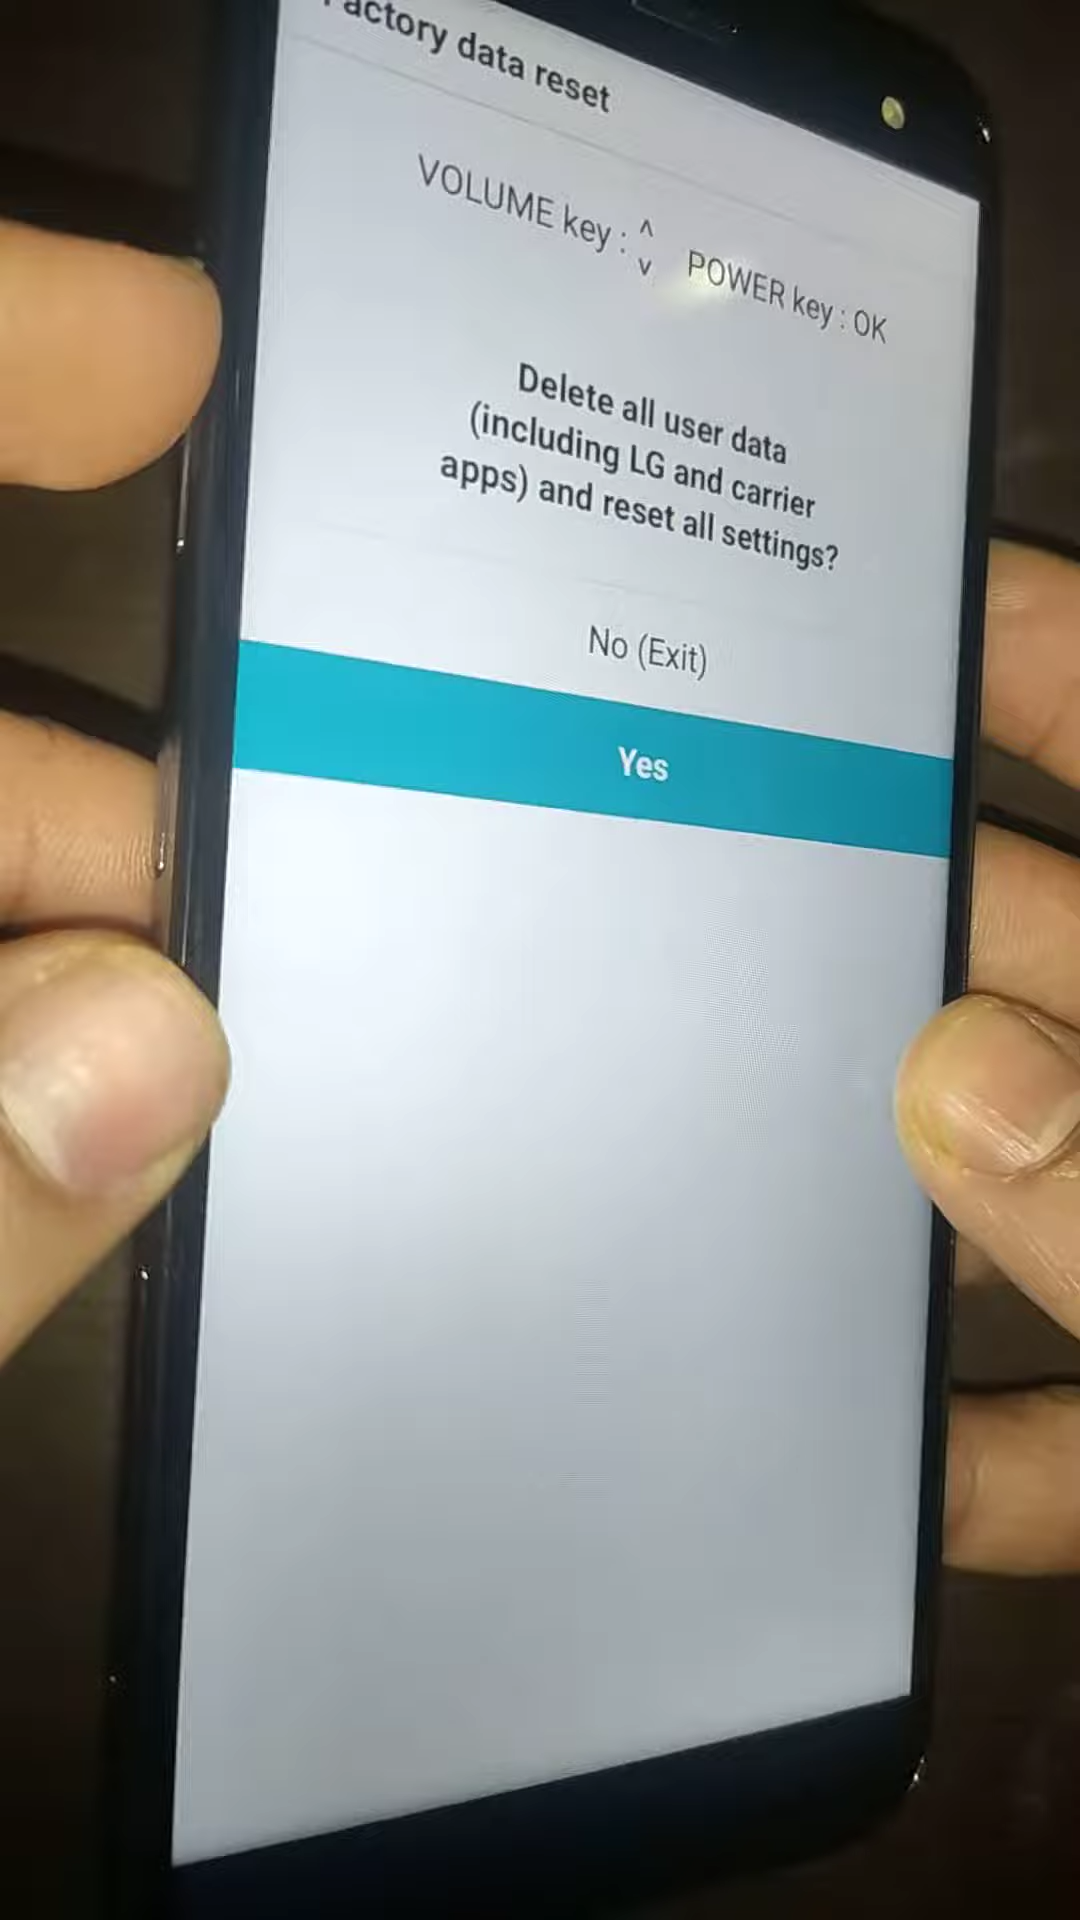 Factory data reset
VOLUME key : ^ v POWER key : OK
Delete all user data
(including LG and carrier
apps) and reset all settings?
No (Exit)
Yes